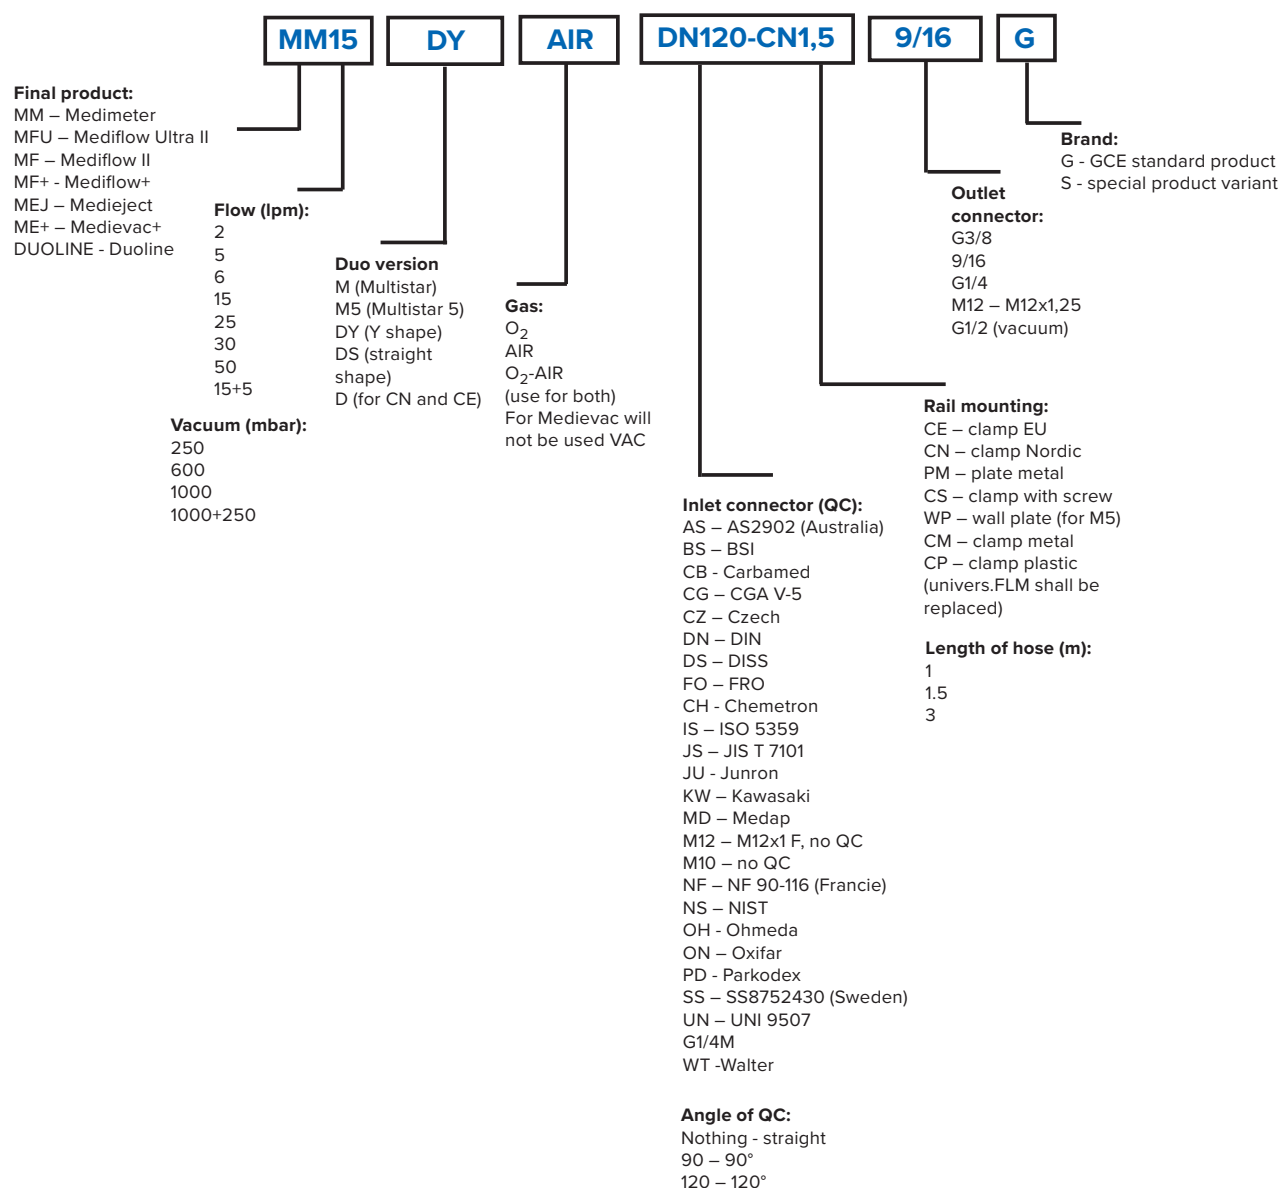 MM15 DY AIR DN120-CN1,5 9/16 G
Final product:
MM – Medimeter
MFU – Mediflow Ultra II
MF – Mediflow II
MF+ - Mediflow+
MEJ – Medieject
ME+ – Medievac+
DUOLINE - Duoline
Flow (lpm):
2
5
6
15
25
30
50
15+5
Vacuum (mbar):
250
600
1000
1000+250
Duo version
M (Multistar)
M5 (Multistar 5)
DY (Y shape)
DS (straight
shape)
D (for CN and CE)
Gas:
O2
AIR
O2-AIR
(use for both)
For Medievac will
not be used VAC
Inlet connector (QC):
AS – AS2902 (Australia)
BS – BSI
CB - Carbamed
CG – CGA V-5
CZ – Czech
DN – DIN
DS – DISS
FO – FRO
CH - Chemetron
IS – ISO 5359
JS – JIS T 7101
JU - Junron
KW – Kawasaki
MD – Medap
M12 – M12x1 F, no QC
M10 – no QC
NF – NF 90-116 (Francie)
NS – NIST
OH - Ohmeda
ON – Oxifar
PD - Parkodex
SS – SS8752430 (Sweden)
UN – UNI 9507
G1/4M
WT -Walter
Angle of QC:
Nothing - straight
90 – 90°
120 – 120°
Rail mounting:
CE – clamp EU
CN – clamp Nordic
PM – plate metal
CS – clamp with screw
WP – wall plate (for M5)
CM – clamp metal
CP – clamp plastic
(univers.FLM shall be
replaced)
Length of hose (m):
1
1.5
3
Outlet
connector:
G3/8
9/16
G1/4
M12 – M12x1,25
G1/2 (vacuum)
Brand:
G - GCE standard product
S - special product variant